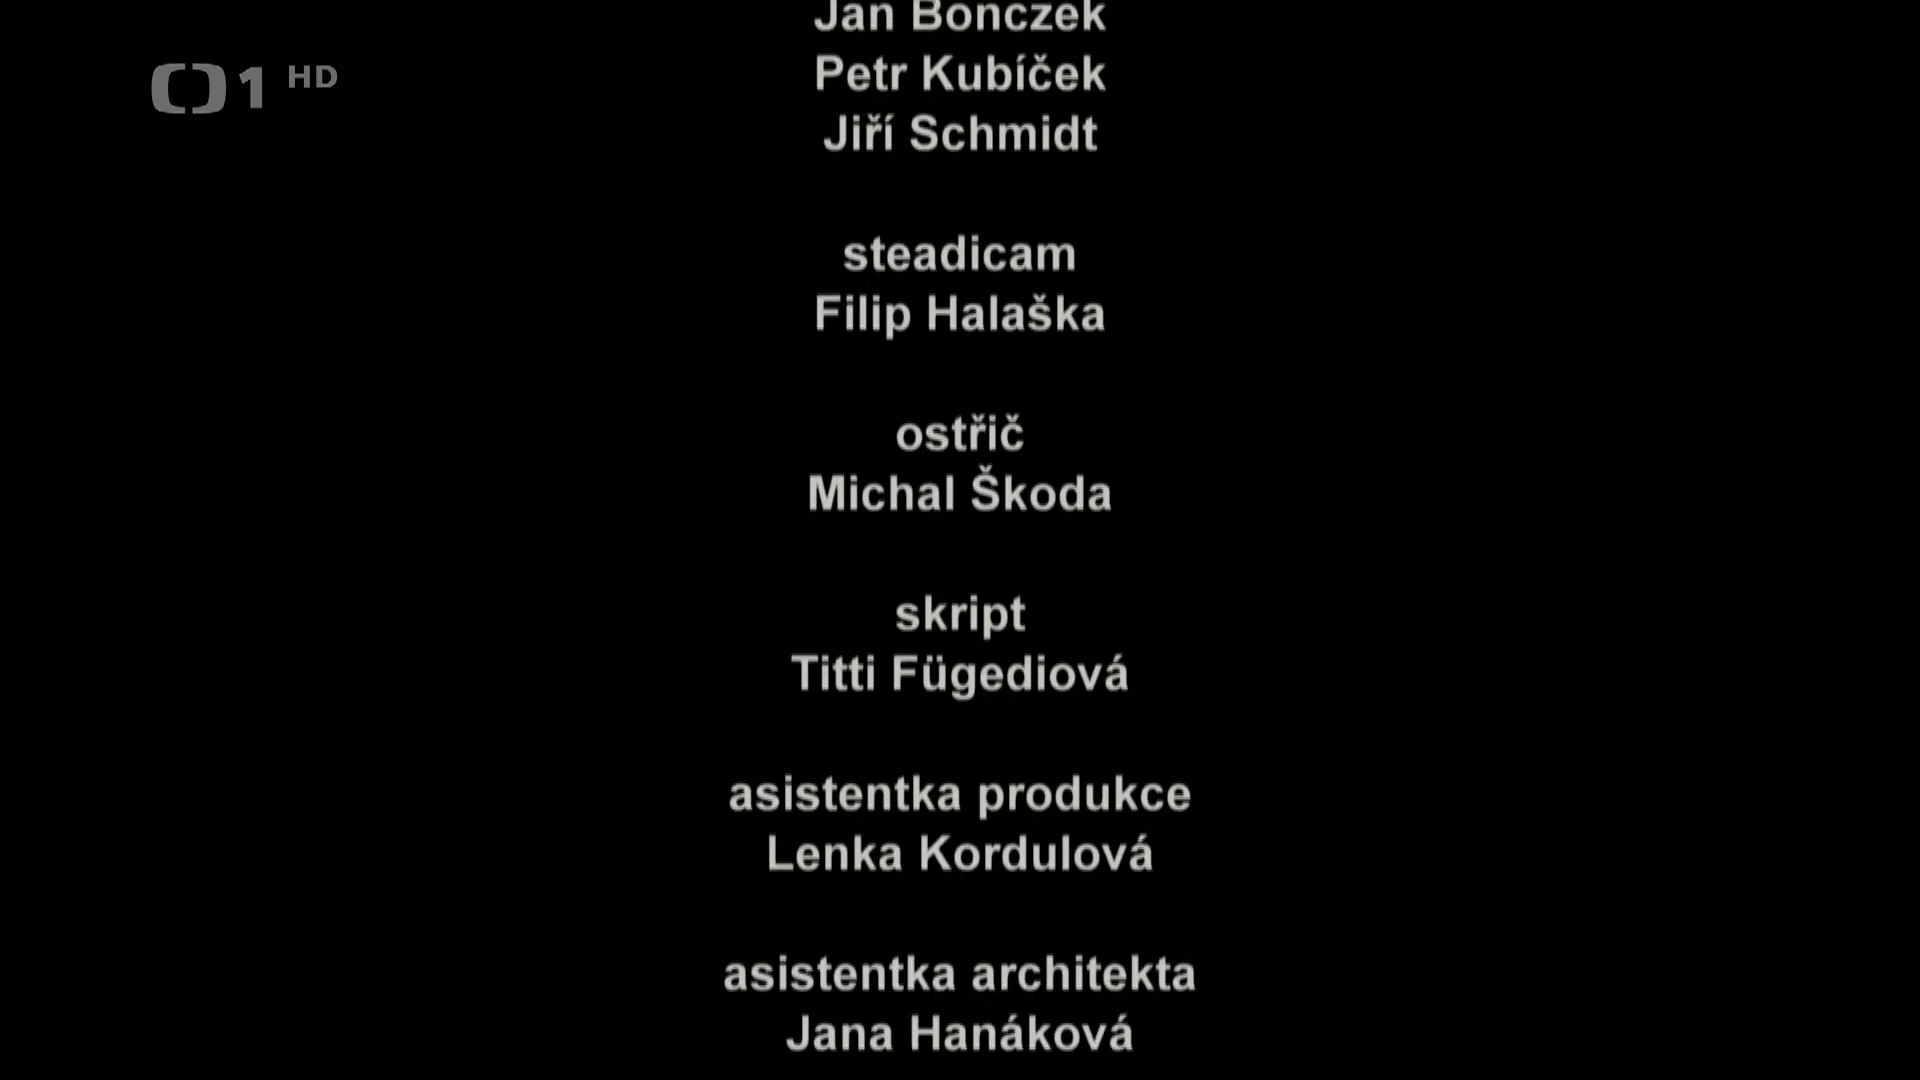 Jan Bonczek
Petr Kubíček
Jiří Schmidt
1 HD
steadicam
Filip Halaška
ostřič
Michal Škoda
skript
Titti Fügediová
asistentka produkce
Lenka Kordulová
asistentka architekta
Jana Hanáková